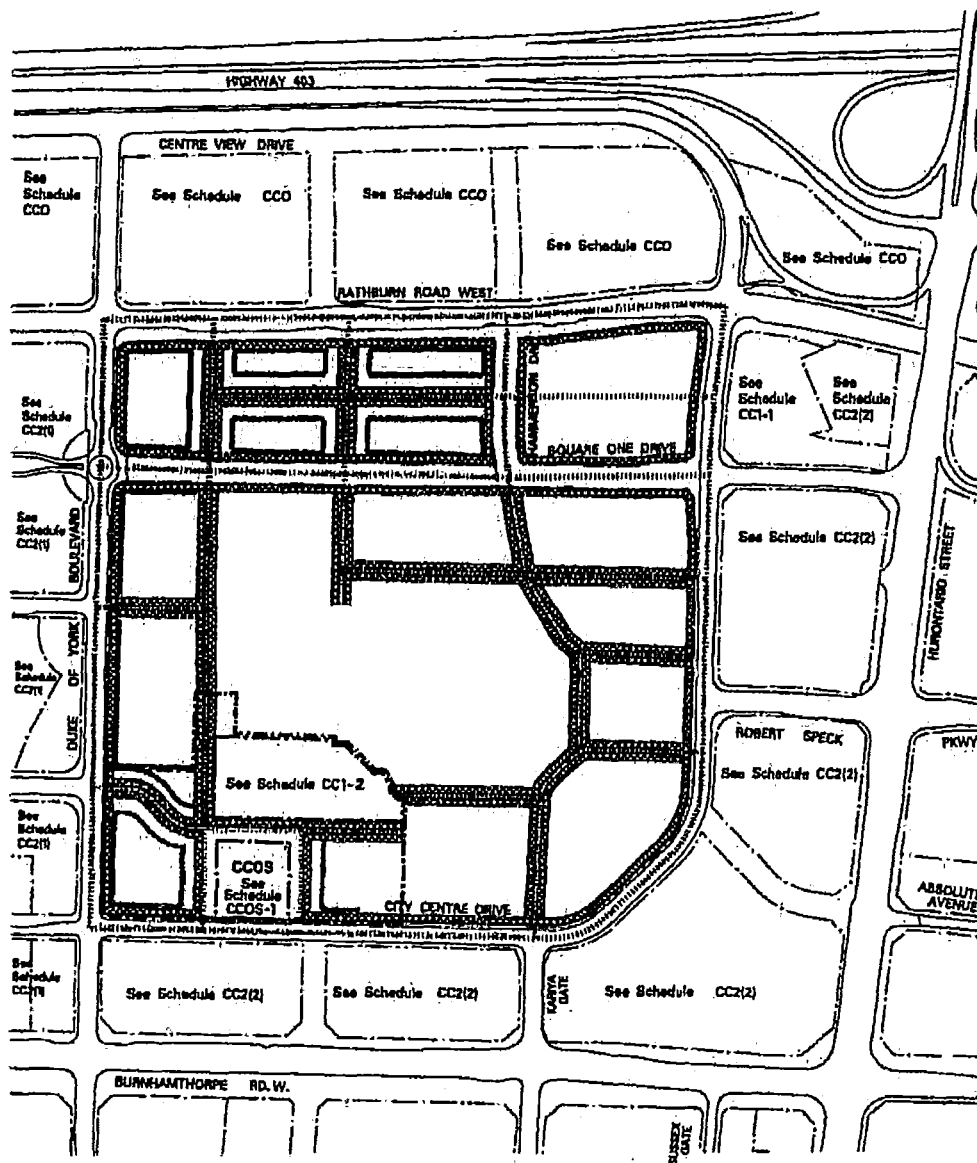 HIGHWAY 403
CENTRE VIEW DRIVE
See
Schedule
CCO
See Schedule CCO
See Schedule CCO
See Schedule CCO
See Schedule CCO
RATHBURN ROAD WEST
See
Schedule
CC2(1)
HAMMERSON DR
See
Schedule
CC1-1
See
Schedule
CC2(2)
SQUARE ONE DRIVE
See
Schedule
CC2(1)
See Schedule CC2(2)
DUKE OF YORK BOULEVARD
HURONTARIO STREET
See
Schedule
CC2(1)
ROBERT SPECK
PKWY
See Schedule CC2(2)
See Schedule CC1-2
See
Schedule
CC2(1)
CCOS
See
Schedule
CCOS-1
CITY CENTRE DRIVE
ABSOLUTE
AVENUE
See
Schedule
CC2(1)
See Schedule CC2(2)
See Schedule CC2(2)
KARIYA
GATE
See Schedule CC2(2)
BURNHAMTHORPE RD. W.
SUSSEX
GATE